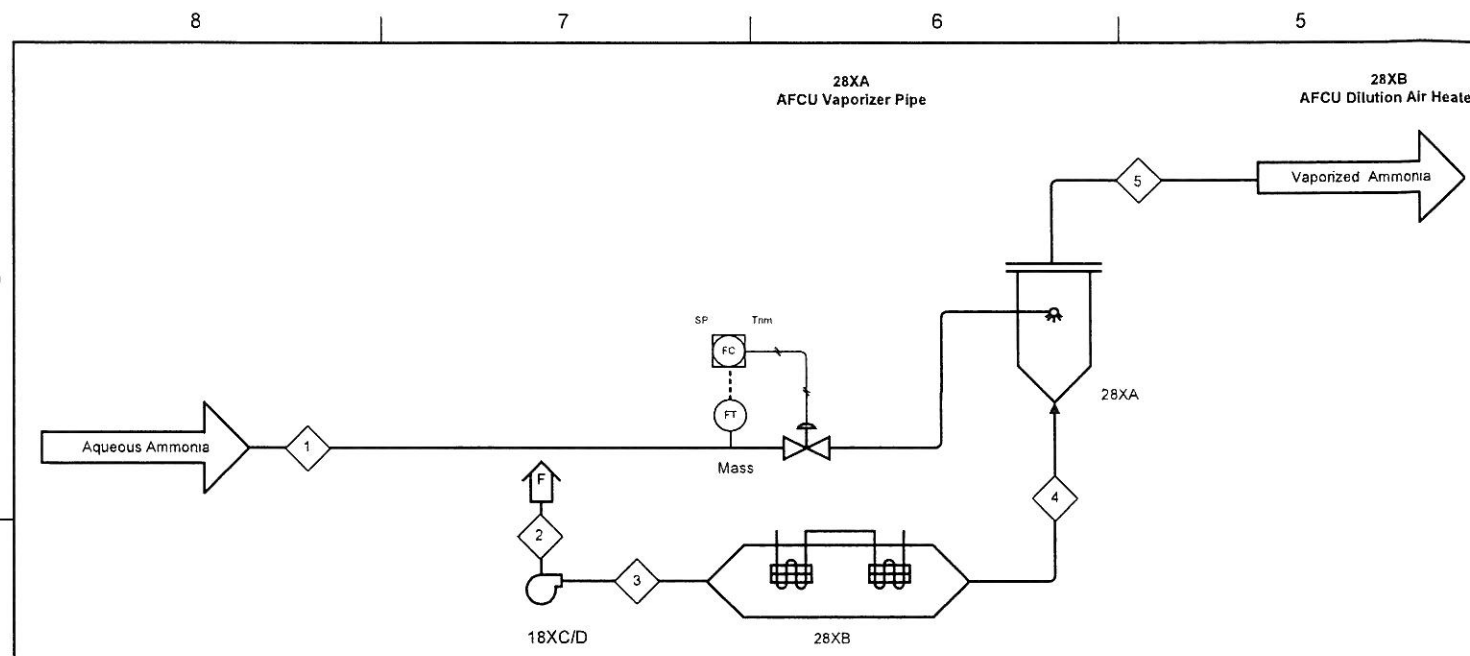 8 7 6 5
28XA
AFCU Vaporizer Pipe
28XB
AFCU Dilution Air Heate
5
Vaporized Ammonia
SP Trim
FC
28XA
FT
Aqueous Ammonia
1
Mass
F
4
2
3
18XC/D
28XB